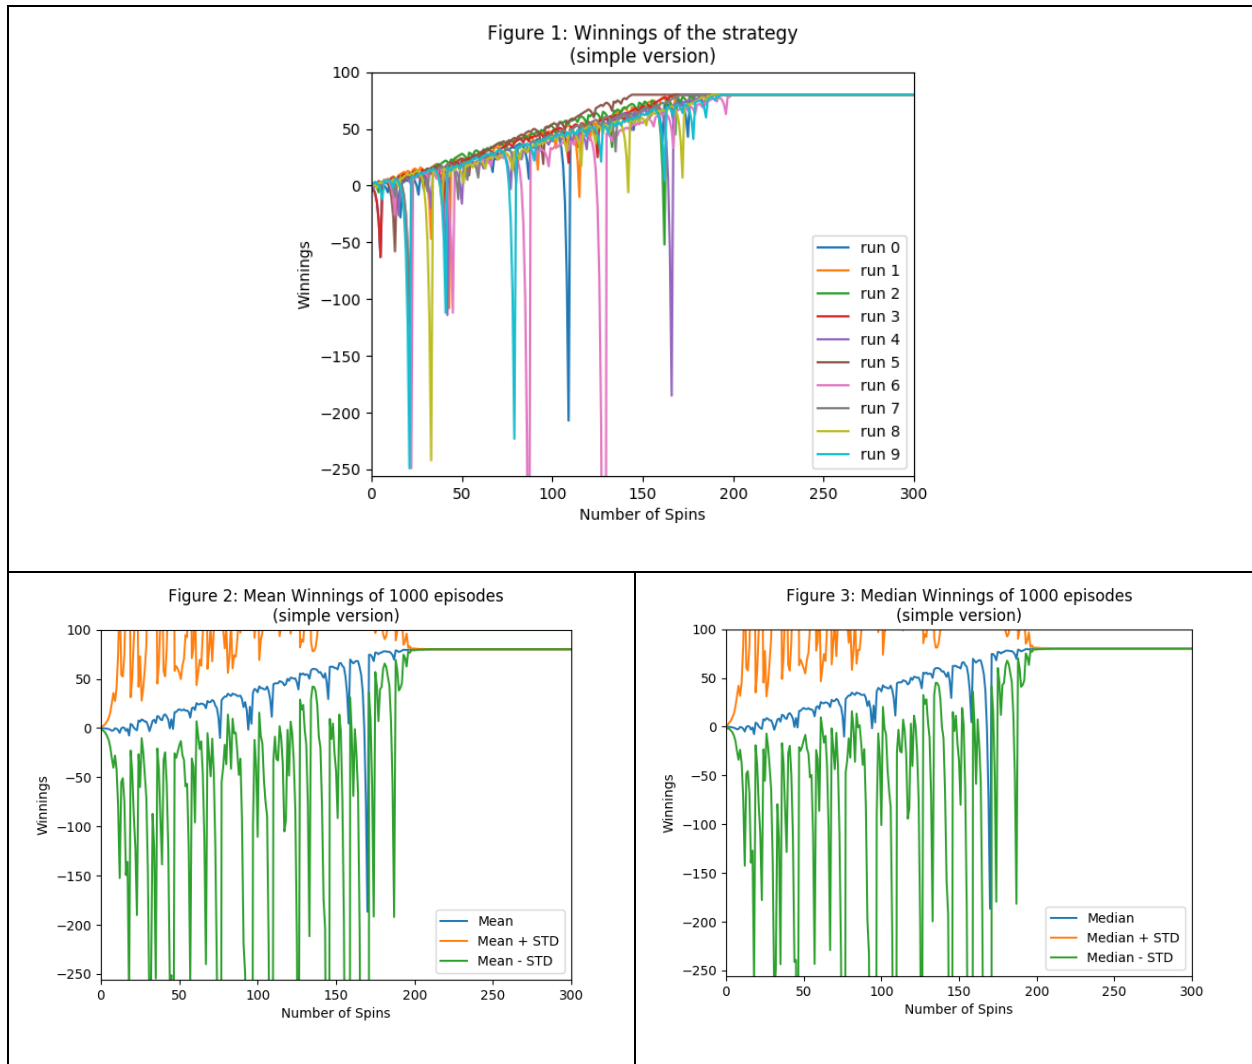 Figure 1: Winnings of the strategy
(simple version)
100
50
0
−50
−100
−150
−200
−250
Winnings
run 0
run 1
run 2
run 3
run 4
run 5
run 6
run 7
run 8
run 9
0 50 100 150 200 250 300
Number of Spins
Figure 2: Mean Winnings of 1000 episodes
(simple version)
100
50
0
−50
−100
−150
−200
−250
Winnings
Mean
Mean + STD
Mean - STD
0 50 100 150 200 250 300
Number of Spins
Figure 3: Median Winnings of 1000 episodes
(simple version)
100
50
0
−50
−100
−150
−200
−250
Winnings
Median
Median + STD
Median - STD
0 50 100 150 200 250 300
Number of Spins